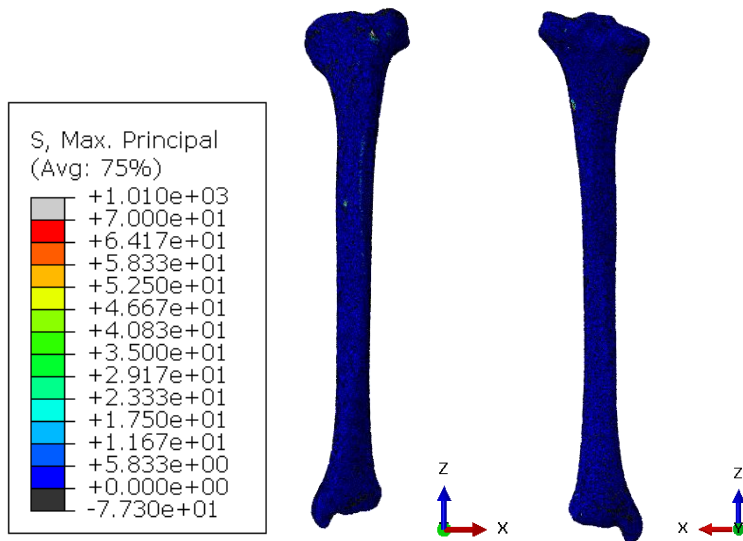 S, Max. Principal
(Avg: 75%)
+1.010e+03
+7.000e+01
+6.417e+01
+5.833e+01
+5.250e+01
+4.667e+01
+4.083e+01
+3.500e+01
+2.917e+01
+2.333e+01
+1.750e+01
+1.167e+01
+5.833e+00
+0.000e+00
-7.730e+01
Z
X
Z
X
Y